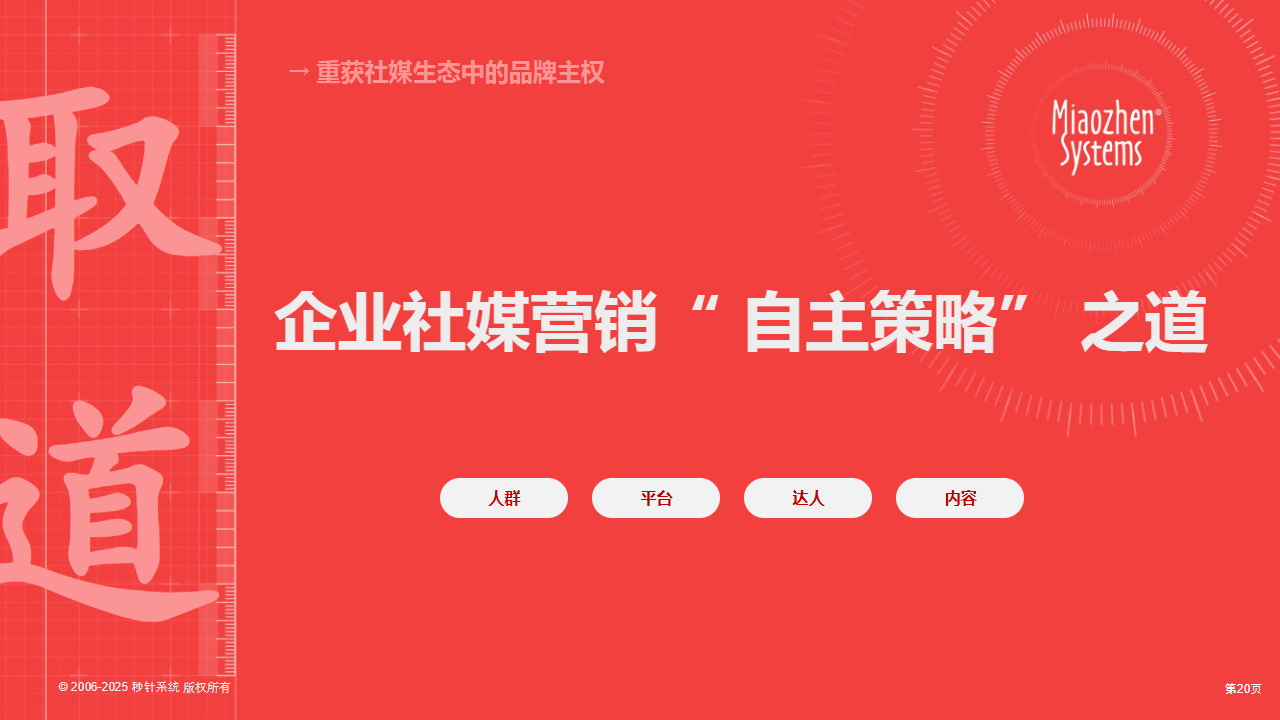 取
道
→ 重获社媒生态中的品牌主权
Miaozhen®
Systems
企业社媒营销“ 自主策略” 之道
人群
平台
达人
内容
© 2006-2025 秒针系统 版权所有
第20页